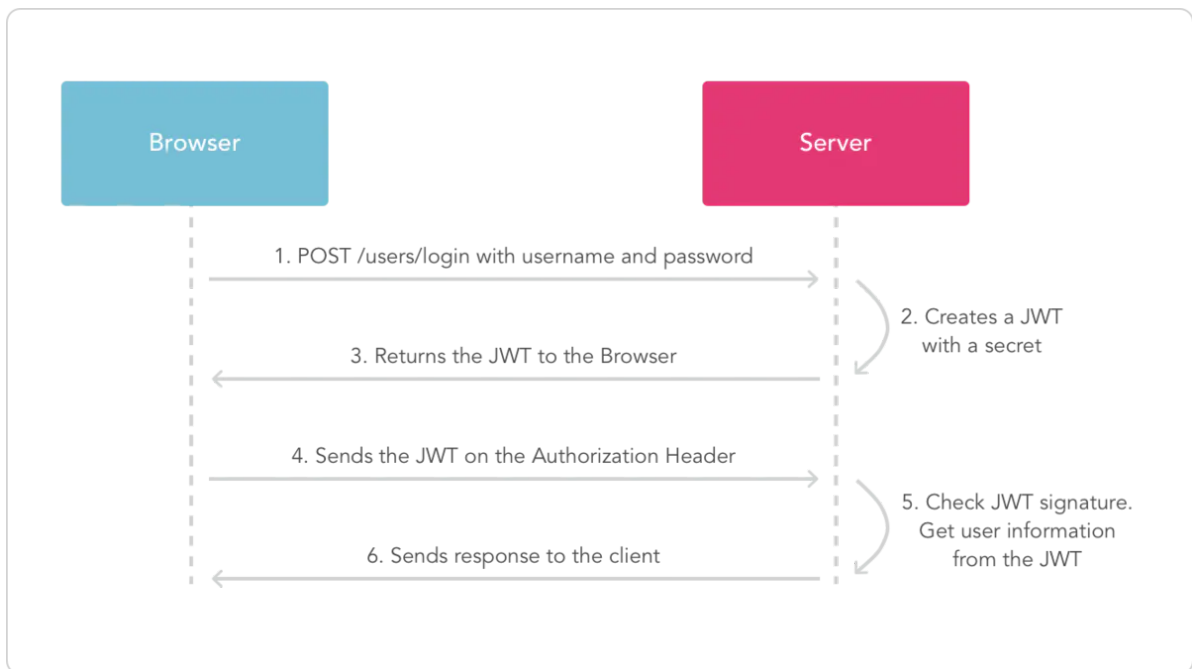 Browser
Server
1. POST /users/login with username and password
2. Creates a JWT
with a secret
3. Returns the JWT to the Browser
4. Sends the JWT on the Authorization Header
5. Check JWT signature.
Get user information
from the JWT
6. Sends response to the client